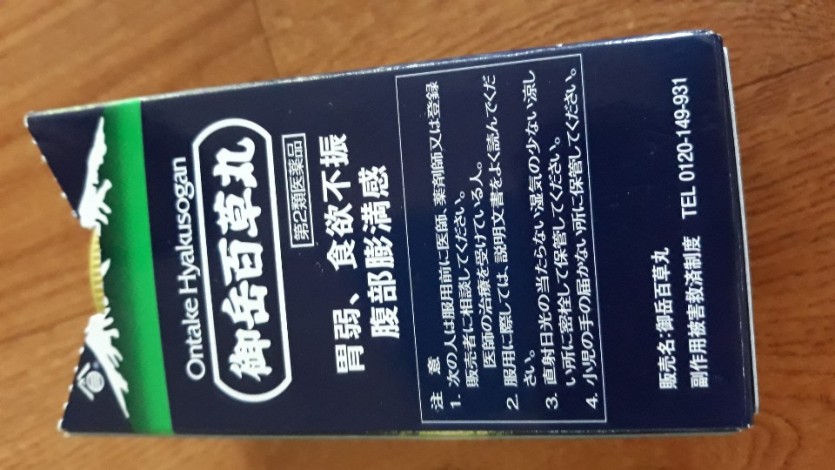 Ontake Hyakusogan
御岳百草丸
第2類医薬品
胃弱、食欲不振
腹部膨満感
注 意
1. 次の人は服用前に医師、薬剤師又は登録
販売者に相談してください。
医師の治療を受けている人。
2. 服用に際しては、説明文書をよく読んでくだ
さい。
3. 直射日光の当たらない湿気の少ない涼し
い所に密栓して保管してください。
4. 小児の手の届かない所に保管してください。
販売名:御岳百草丸
副作用被害救済制度 TEL 0120-149-931